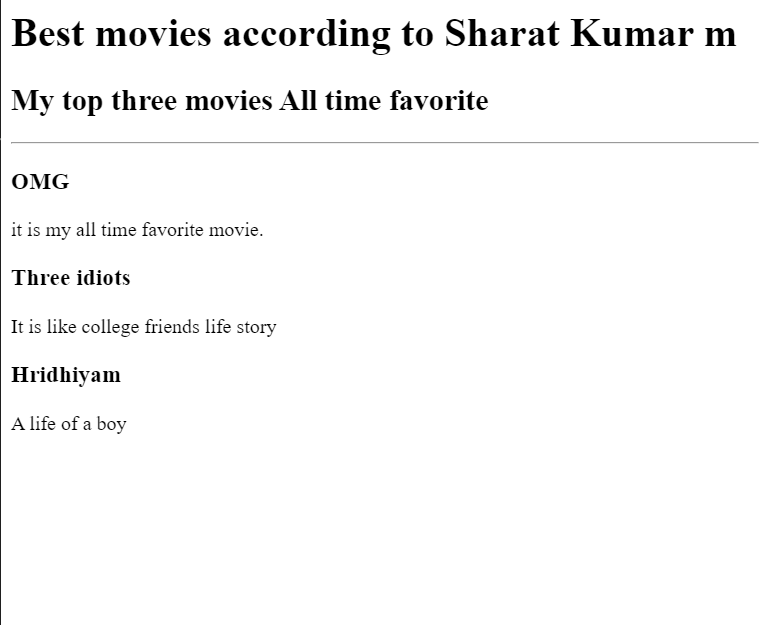 Best movies according to Sharat Kumar m
My top three movies All time favorite
OMG
it is my all time favorite movie.
Three idiots
It is like college friends life story
Hridhiyam
A life of a boy